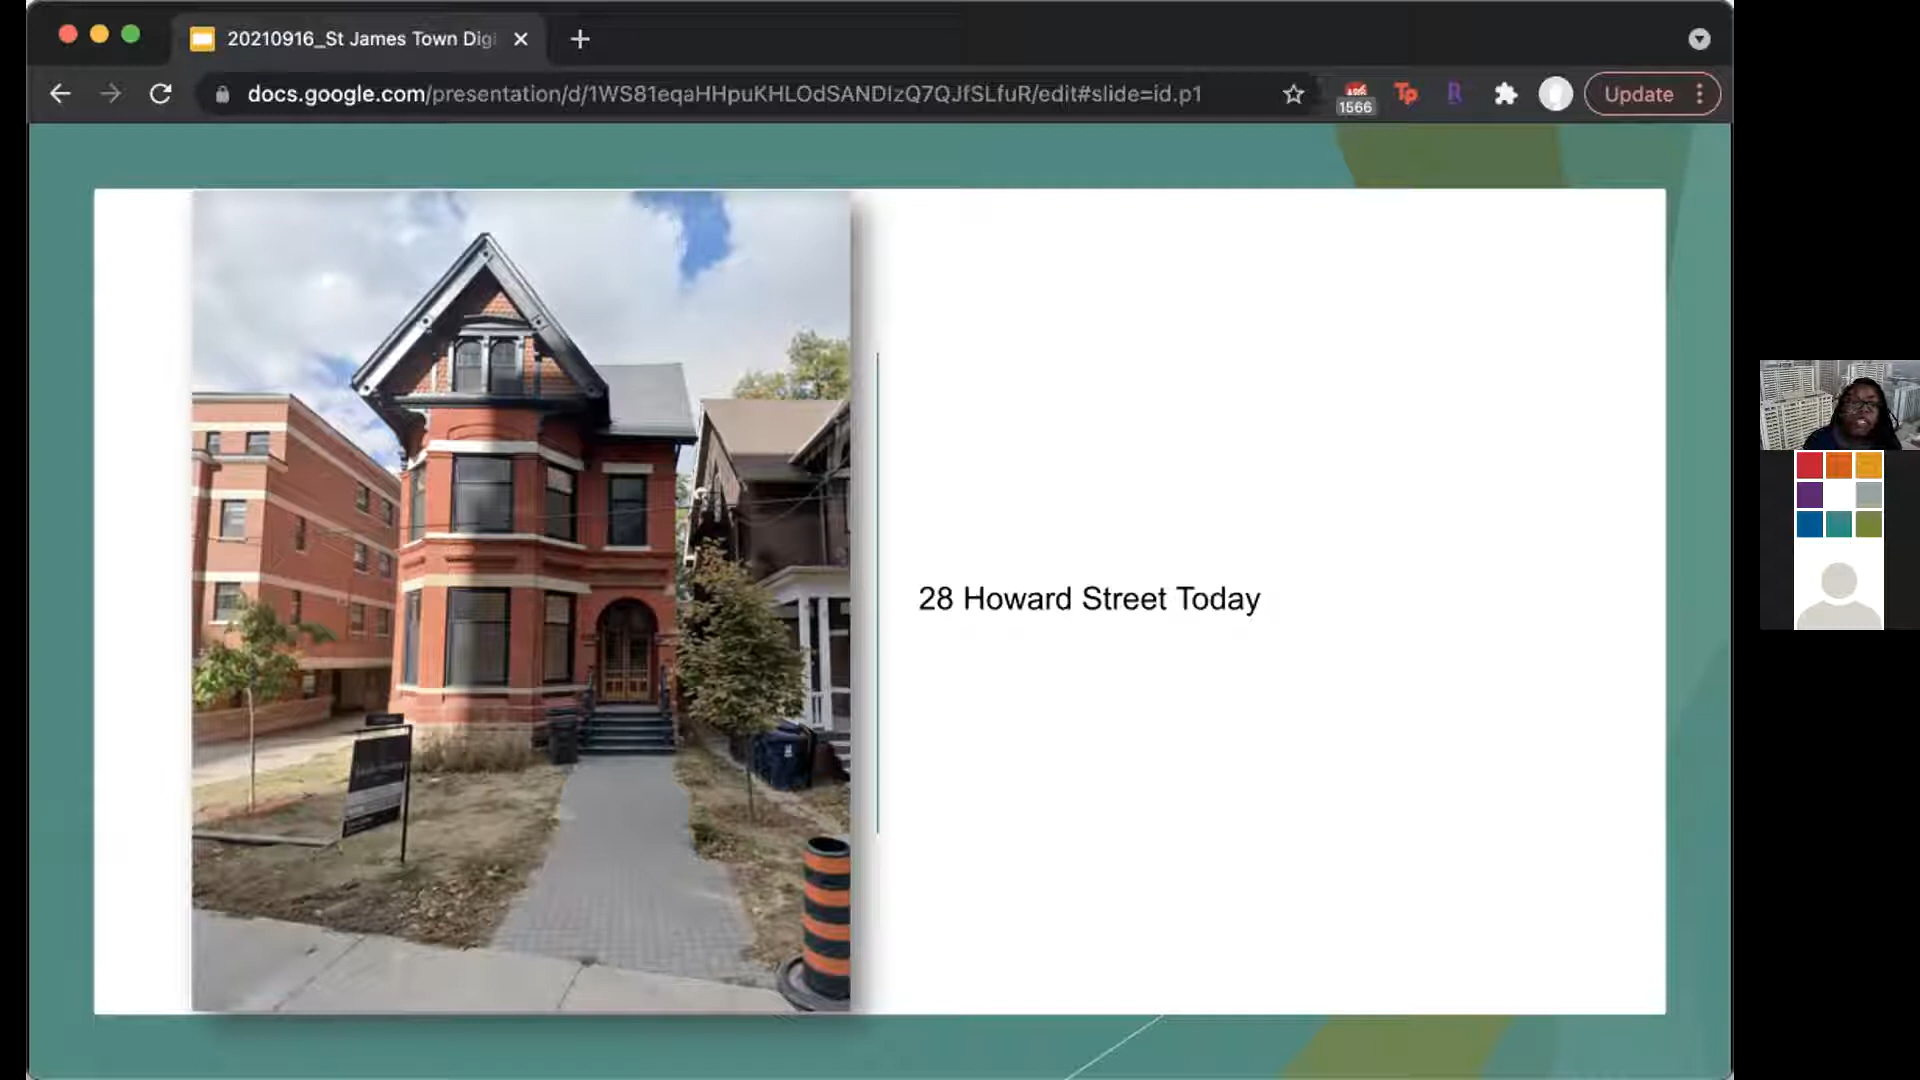 20210916_St James Town Digi
docs.google.com/presentation/d/1WS81eqaHHpuKHLOdSANDIzQ7QJfSLfuR/edit#slide=id.p1
1566
Tp
R
Update
28 Howard Street Today